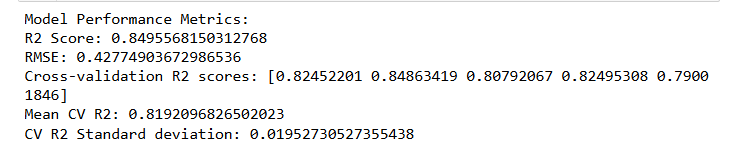 Model Performance Metrics:
R2 Score: 0.8495568150312768
RMSE: 0.42774903672986536
Cross-validation R2 scores: [0.82452201 0.84863419 0.80792067 0.82495308 0.7900
1846]
Mean CV R2: 0.8192096826502023
CV R2 Standard deviation: 0.01952730527355438